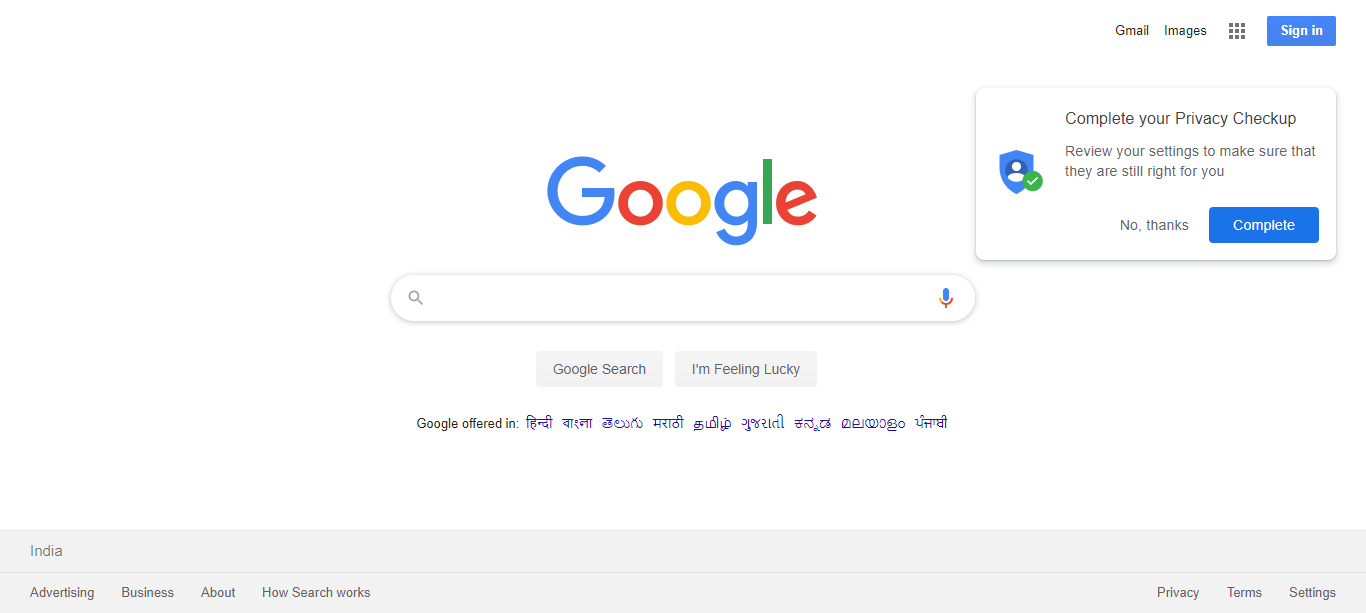 Gmail Images Sign in
Complete your Privacy Checkup
Review your settings to make sure that
they are still right for you
No, thanks Complete
Google
Google Search I'm Feeling Lucky
Google offered in: हिन्दी বাংলা తెలుగు मराठी தமிழ் ગુજરાતી ಕನ್ನಡ മലയാളം ਪੰਜਾਬੀ
India
Advertising Business About How Search works Privacy Terms Settings